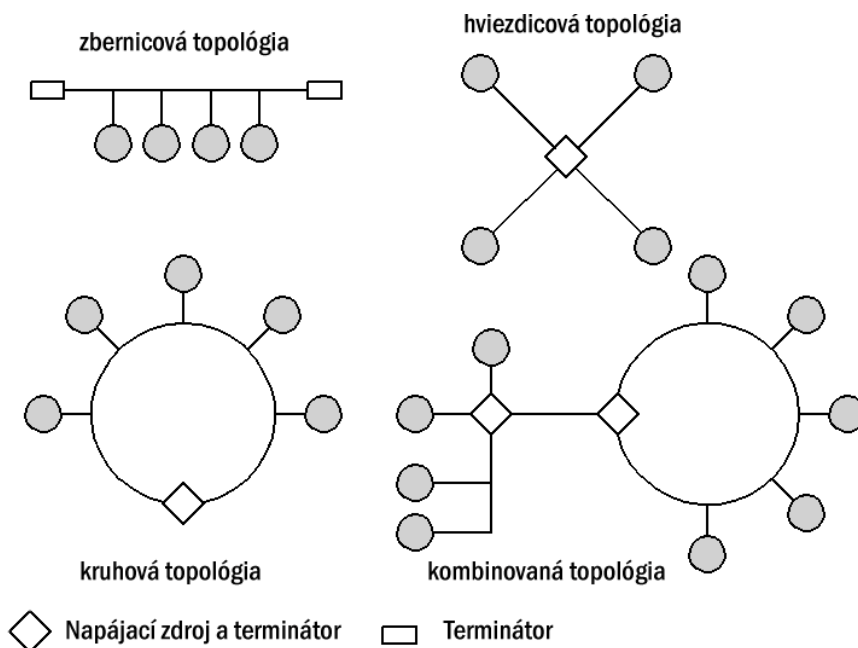 zbernicová topológia
hviezdicová topológia
kruhová topológia
kombinovaná topológia
Napájací zdroj a terminátor
Terminátor